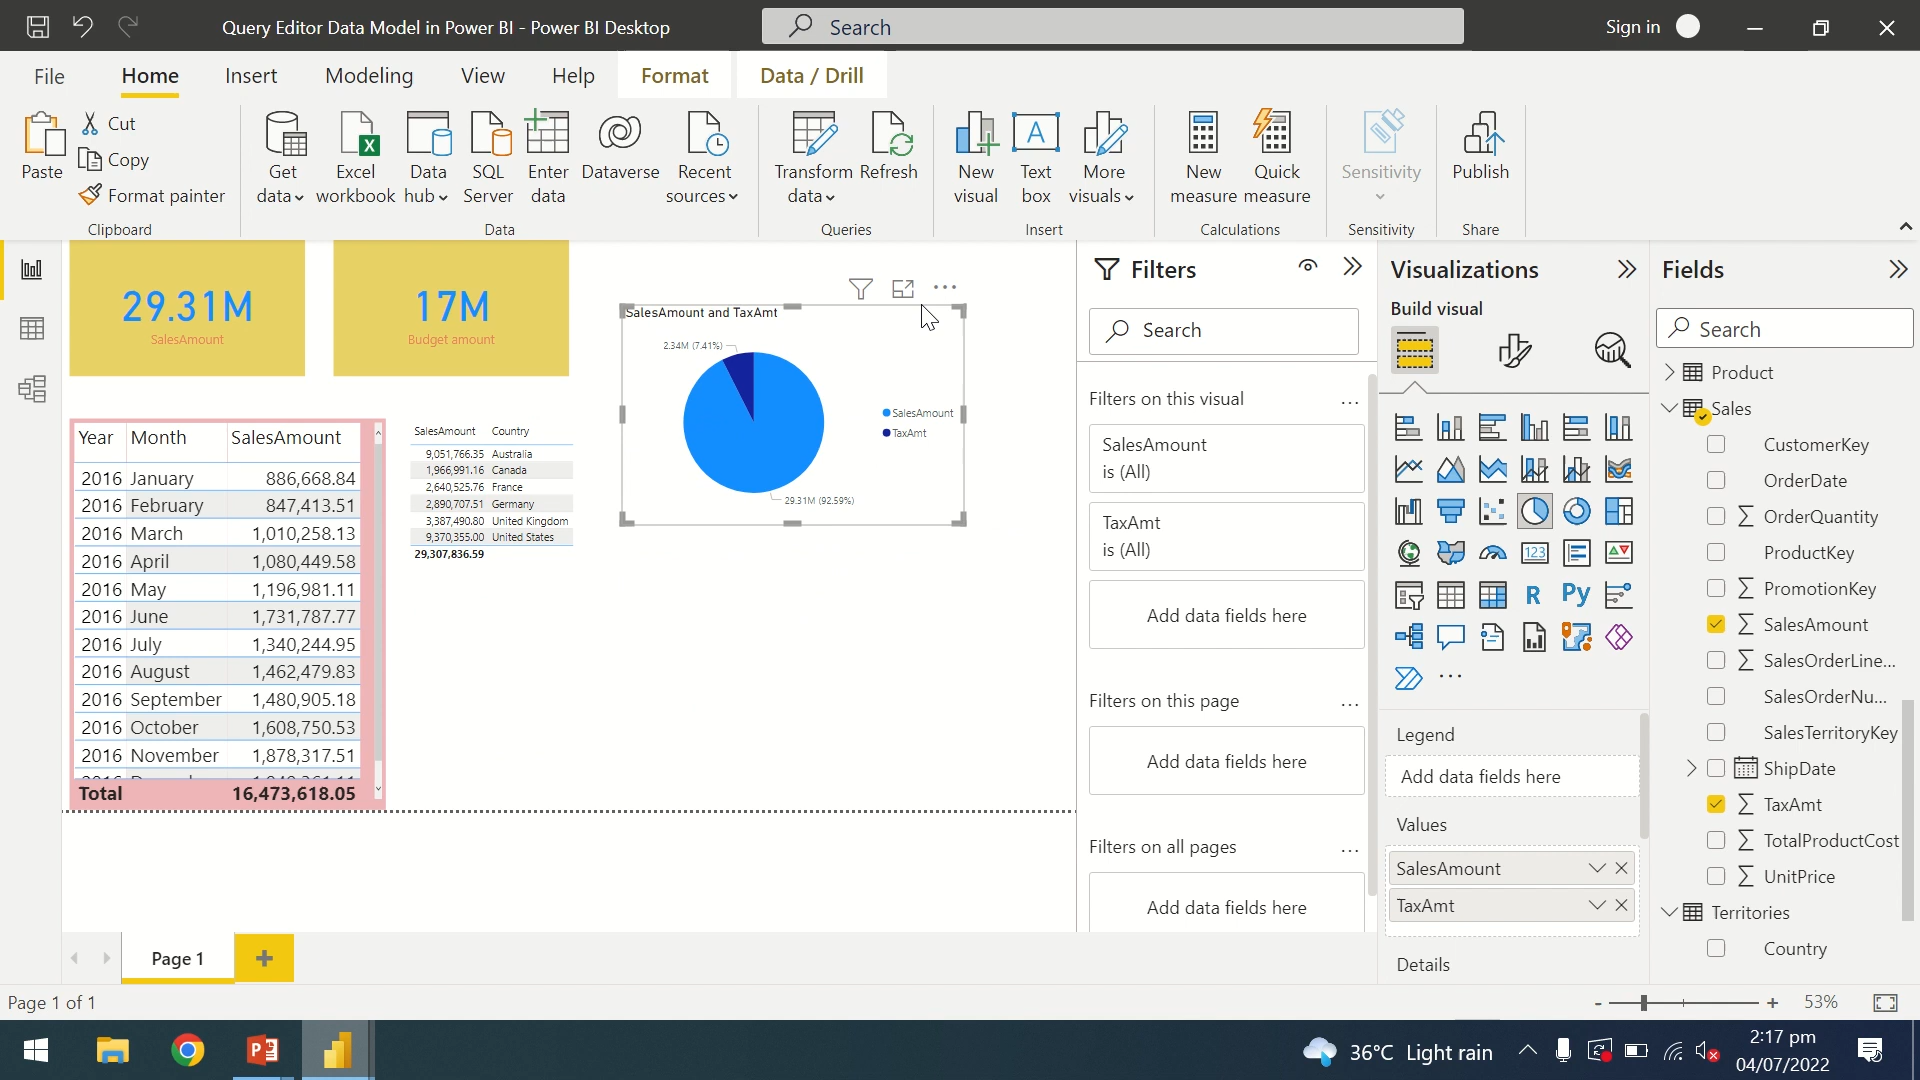 Query Editor Data Model in Power BI - Power BI Desktop
Search
Sign in
File
Home
Insert
Modeling
View
Help
Format
Data / Drill
Paste
Cut
Copy
Format painter
Clipboard
Get data
Excel workbook
Data hub
SQL Server
Enter data
Dataverse
Recent sources
Data
Transform data
Refresh
Queries
New visual
Text box
More visuals
Insert
New measure
Quick measure
Calculations
Sensitivity
Sensitivity
Publish
Share
29.31M
SalesAmount
17M
Budget amount
Year Month SalesAmount
2016 January 886,668.84
2016 February 847,413.51
2016 March 1,010,258.13
2016 April 1,080,449.58
2016 May 1,196,981.11
2016 June 1,731,787.77
2016 July 1,340,244.95
2016 August 1,462,479.83
2016 September 1,480,905.18
2016 October 1,608,750.53
2016 November 1,878,317.51
Total 16,473,618.05
SalesAmount Country
9,051,766.35 Australia
1,966,991.16 Canada
2,640,525.76 France
2,890,707.51 Germany
3,387,490.80 United Kingdom
9,370,355.00 United States
29,307,836.59
SalesAmount and TaxAmt
2.34M (7.41%)
29.31M (92.59%)
SalesAmount
TaxAmt
Filters
Search
Filters on this visual ...
SalesAmount
is (All)
TaxAmt
is (All)
Add data fields here
Filters on this page ...
Add data fields here
Filters on all pages ...
Add data fields here
Visualizations
Build visual
123
R
Py
...
Legend
Add data fields here
Values
SalesAmount
TaxAmt
Details
Fields
Search
Product
Sales
CustomerKey
OrderDate
OrderQuantity
ProductKey
PromotionKey
SalesAmount
SalesOrderLine...
SalesOrderNu...
SalesTerritoryKey
ShipDate
TaxAmt
TotalProductCost
UnitPrice
Territories
Country
Page 1
+
Page 1 of 1
- + 53%
36°C Light rain
2:17 pm
04/07/2022